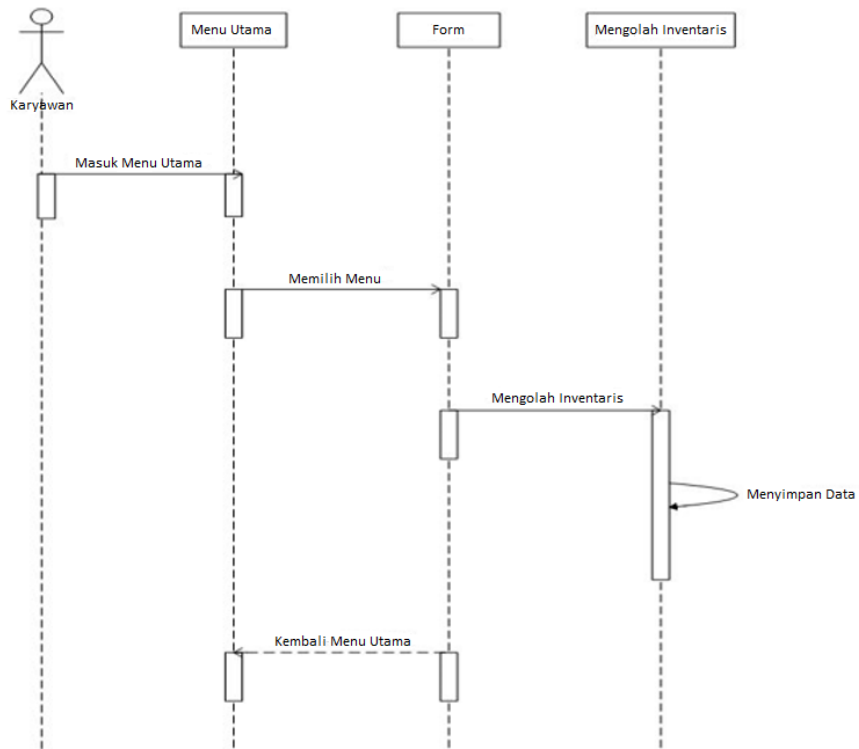 Menu Utama
Form
Mengolah Inventaris
Karyawan
Masuk Menu Utama
Memilih Menu
Mengolah Inventaris
Menyimpan Data
Kembali Menu Utama